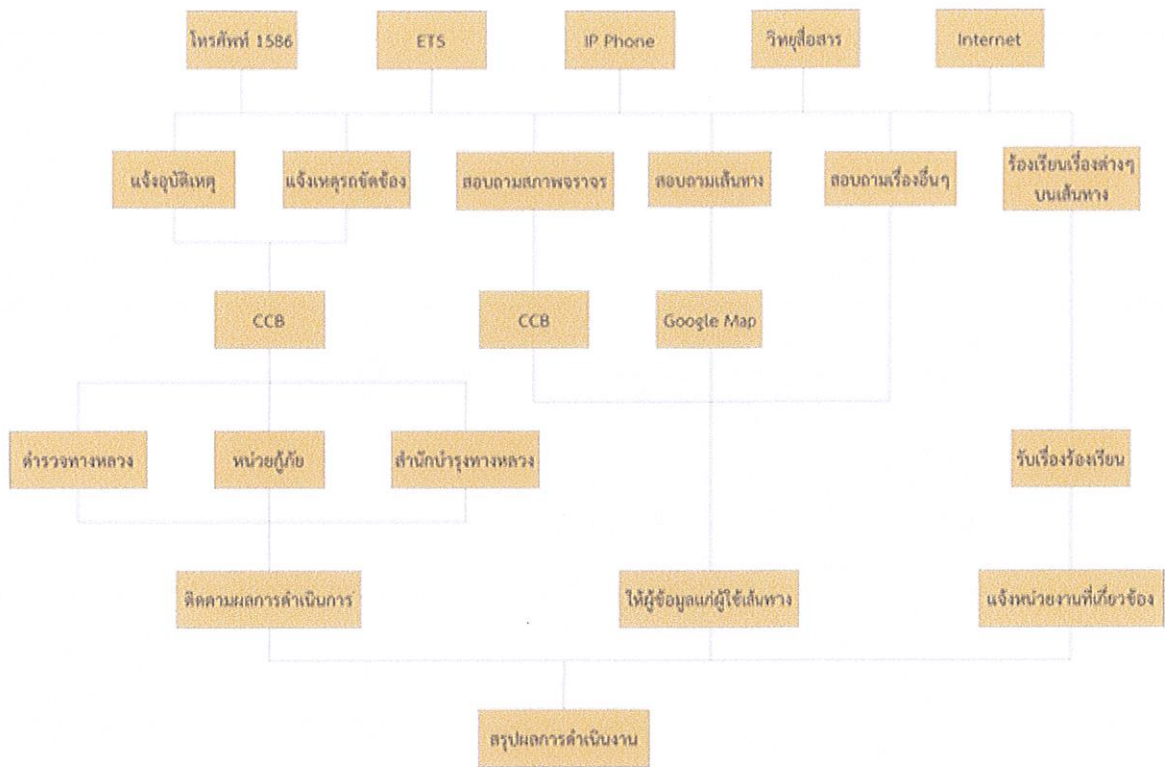 โทรศัพท์ 1586
ETS
IP Phone
วิทยุสื่อสาร
Internet
แจ้งอุบัติเหตุ
แจ้งเหตุรถขัดข้อง
สอบถามสภาพจราจร
สอบถามเส้นทาง
สอบถามเรื่องอื่นๆ
ร้องเรียนเรื่องต่างๆ
บนเส้นทาง
CCB
CCB
Google Map
ตำรวจทางหลวง
หน่วยกู้ภัย
สำนักบำรุงทางหลวง
รับเรื่องร้องเรียน
ติดตามผลการดำเนินการ
ให้ผู้ข้อมูลแก่ผู้ใช้เส้นทาง
แจ้งหน่วยงานที่เกี่ยวข้อง
สรุปผลการดำเนินงาน